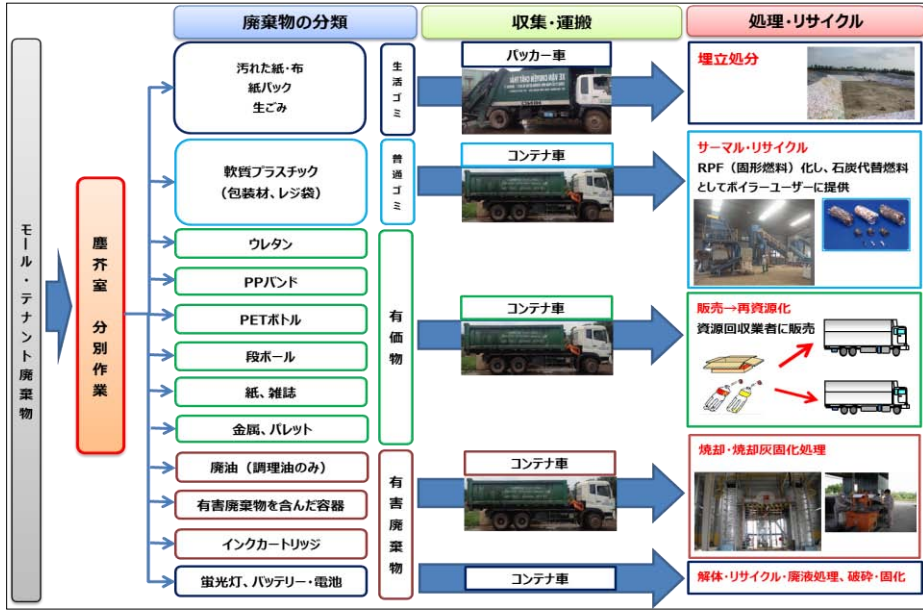 廃棄物の分類
収集・運搬
処理・リサイクル
モール・テナント廃棄物
塵芥室 分別作業
汚れた紙・布
紙パック
生ごみ
生活ゴミ
パッカー車
埋立処分
軟質プラスチック
(包装材、レジ袋)
普通ゴミ
コンテナ車
サーマル・リサイクル
RPF（固形燃料）化し、石炭代替燃料
としてボイラーユーザーに提供
ウレタン
PPバンド
PETボトル
段ボール
紙、雑誌
金属、パレット
有価物
コンテナ車
販売→再資源化
資源回収業者に販売
廃油（調理油のみ）
有害廃棄物を含んだ容器
インクカートリッジ
蛍光灯、バッテリー・電池
有害廃棄物
コンテナ車
焼却・焼却灰固化処理
コンテナ車
解体・リサイクル・廃液処理、破砕・固化